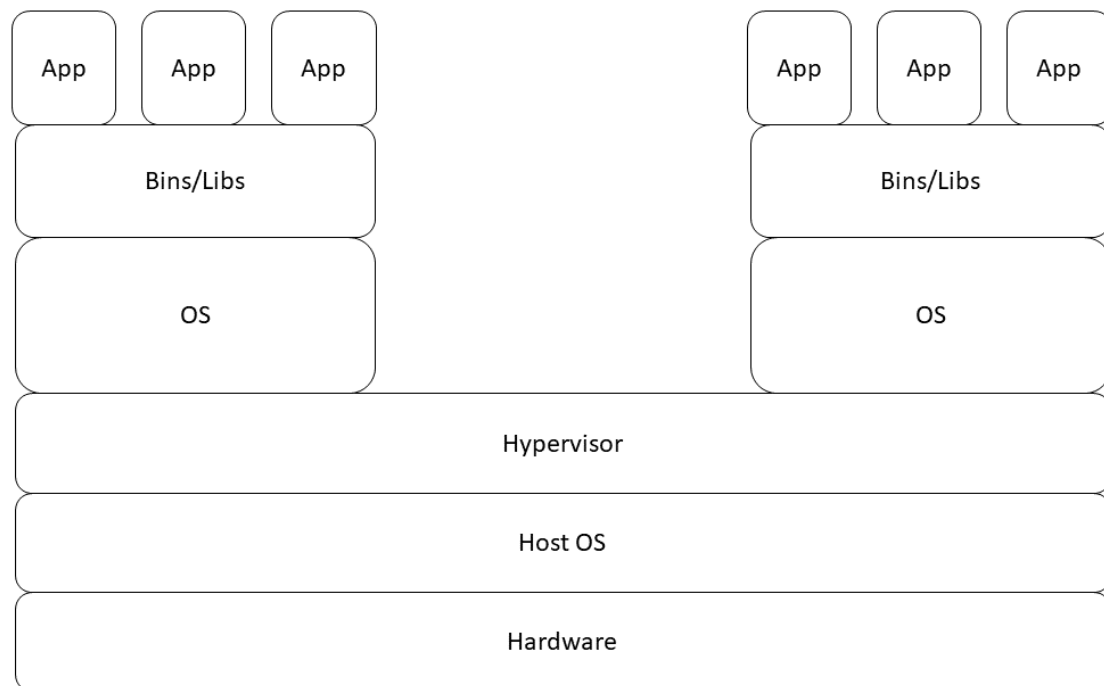 App App App App App App
Bins/Libs Bins/Libs
OS OS
Hypervisor
Host OS
Hardware